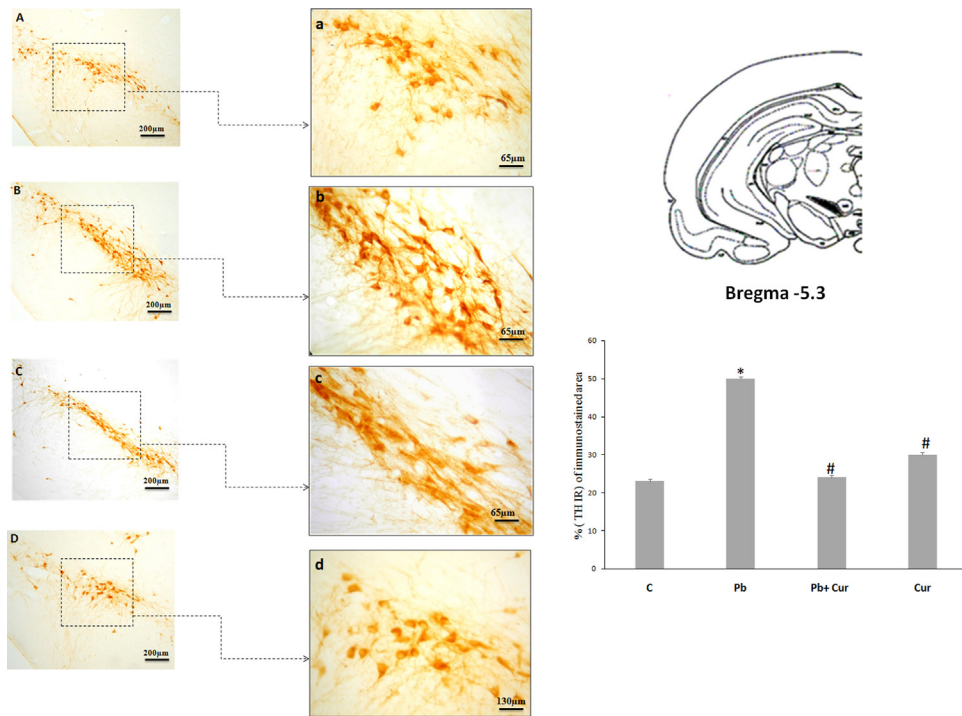 A
200µm
a
65µm
B
200µm
b
65µm
C
200µm
c
65µm
D
200µm
d
130µm
Bregma -5.3
% ( TH IR) of immunostained area
60
50
40
30
20
10
0
*
#
#
C Pb Pb+ Cur Cur